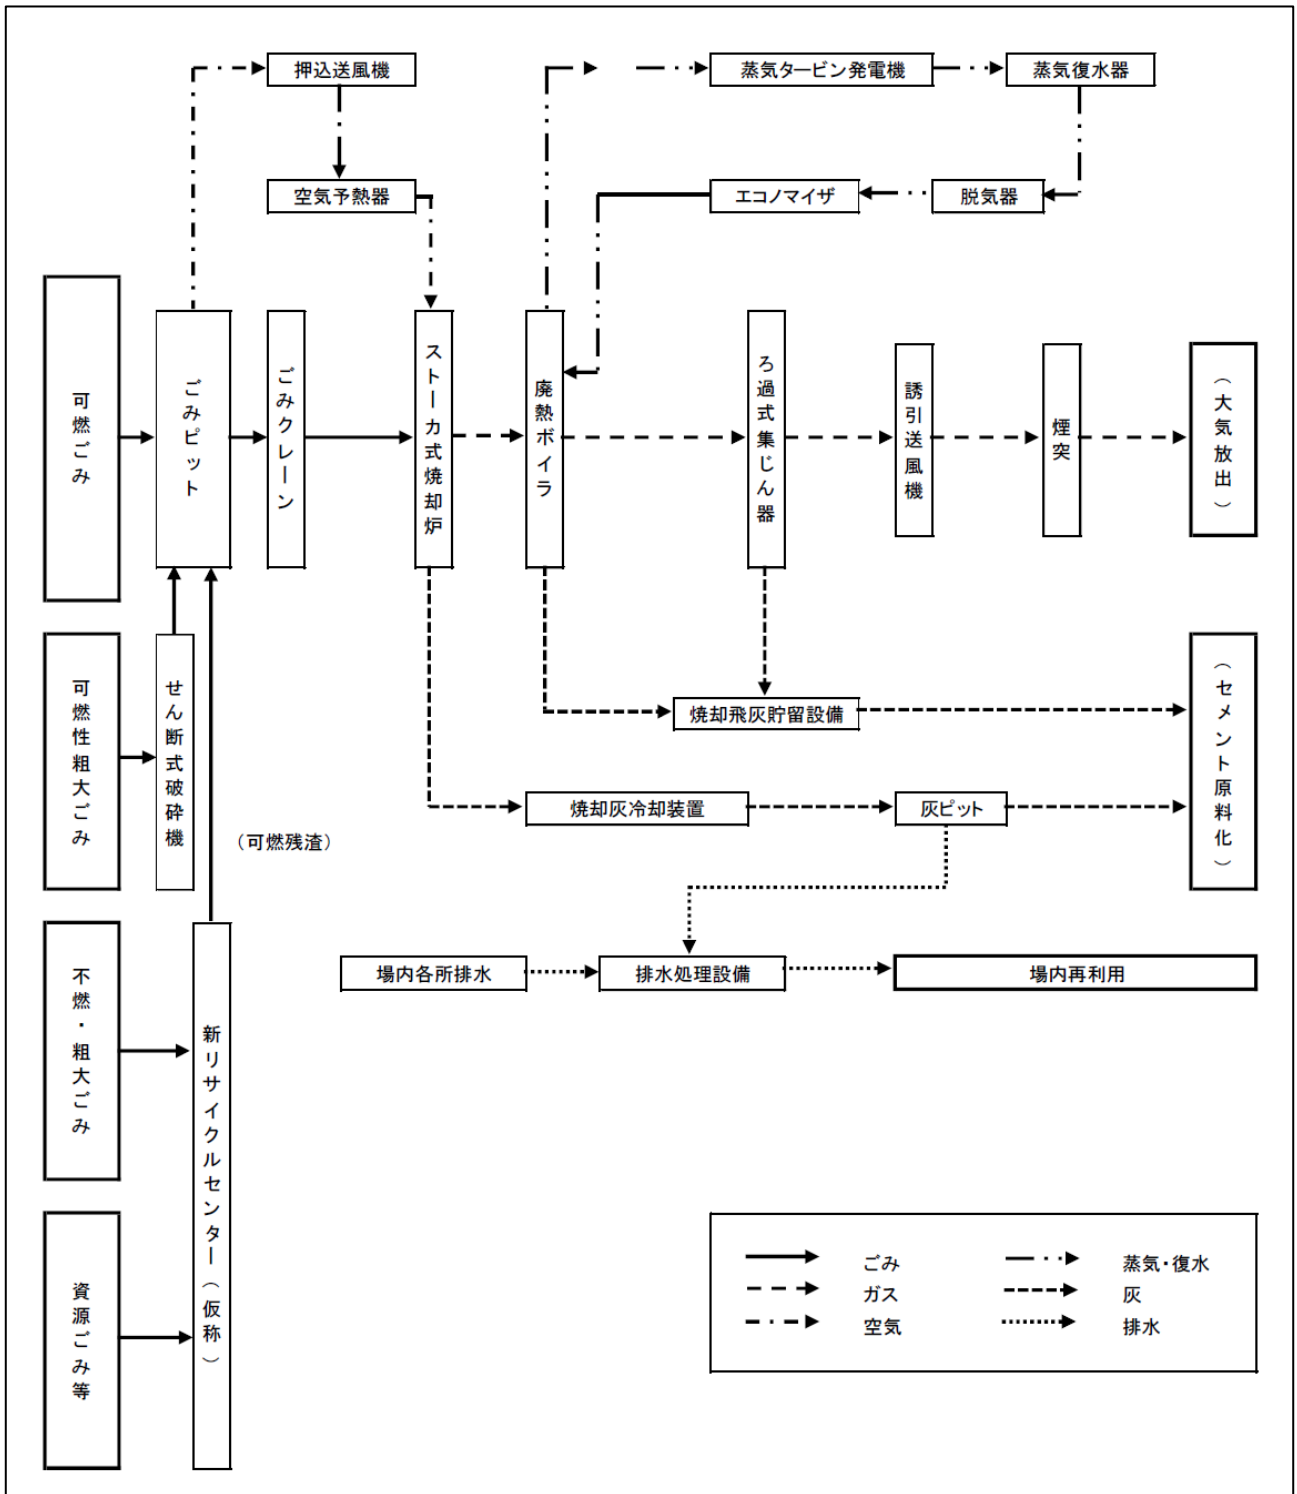 押込送風機
蒸気タービン発電機
蒸気復水器
空気予熱器
エコノマイザ
脱気器
可燃ごみ
ごみピット
ごみクレーン
ストーカ式焼却炉
廃熱ボイラ
ろ過式集じん器
誘引送風機
煙突
（大気放出）
可燃性粗大ごみ
せん断式破砕機
（可燃残渣）
焼却飛灰貯留設備
焼却灰冷却装置
灰ピット
（セメント原料化）
不燃・粗大ごみ
新リサイクルセンター（仮称）
場内各所排水
排水処理設備
場内再利用
資源ごみ等
ごみ
蒸気・復水
ガス
灰
空気
排水